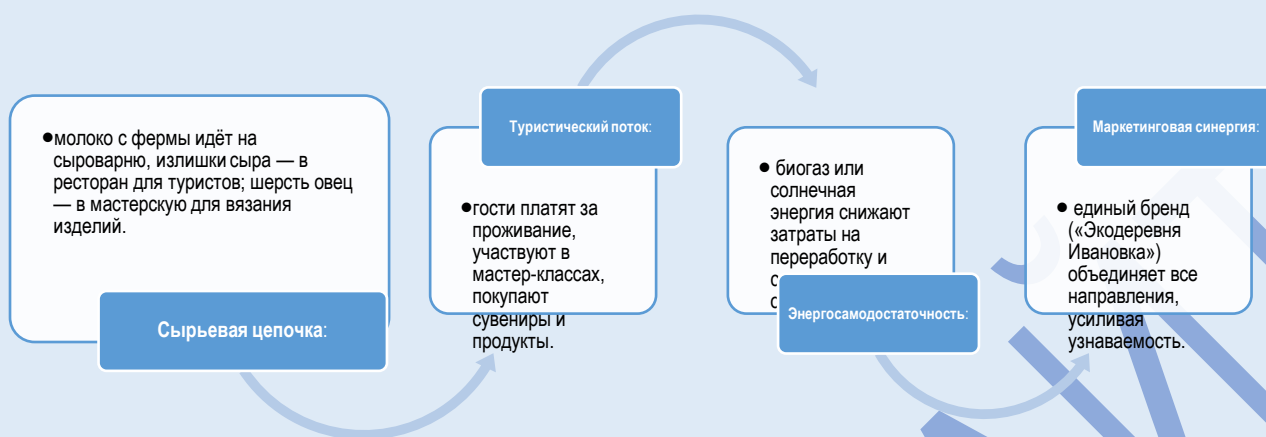 ●молоко с фермы идёт на
сыроварню, излишки сыра — в
ресторан для туристов; шерсть овец
— в мастерскую для вязания
изделий.
Сырьевая цепочка:
Туристический поток:
●гости платят за
проживание,
участвуют в
мастер-классах,
покупают
сувениры и
продукты.
● биогаз или
солнечная
энергия снижают
затраты на
переработку и
Энергосамодостаточность:
Маркетинговая синергия:
● единый бренд
(«Экодеревня
Ивановка»)
объединяет все
направления,
усиливая
узнаваемость.